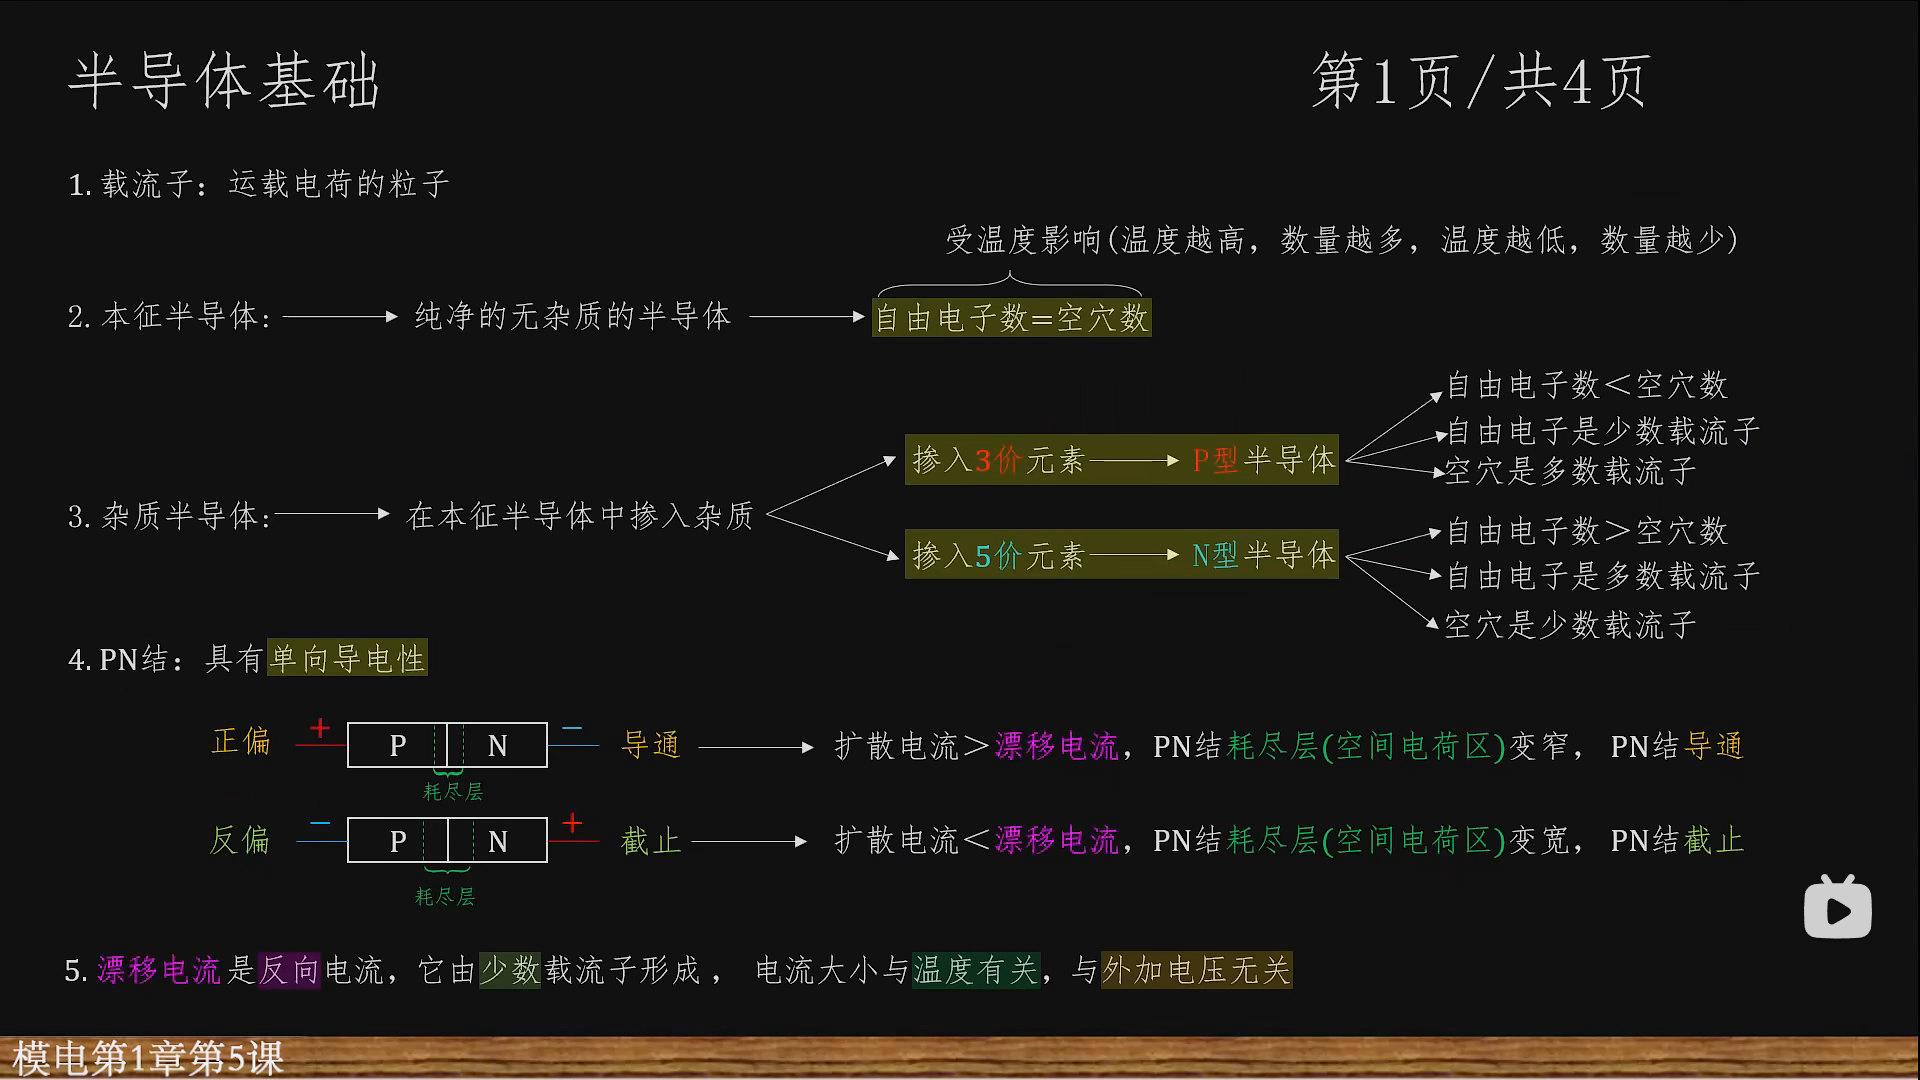 半导体基础
第1页/共4页
1. 载流子：运载电荷的粒子
受温度影响(温度越高，数量越多，温度越低，数量越少)
2. 本征半导体: 纯净的无杂质的半导体 自由电子数=空穴数
自由电子数＜空穴数
自由电子是少数载流子
掺入3价元素 P型半导体
空穴是多数载流子
3. 杂质半导体: 在本征半导体中掺入杂质
自由电子数＞空穴数
掺入5价元素 N型半导体
自由电子是多数载流子
空穴是少数载流子
4. PN结：具有单向导电性
正偏 + P N － 导通 扩散电流＞漂移电流，PN结耗尽层(空间电荷区)变窄， PN结导通
耗尽层
反偏 － P N + 截止 扩散电流＜漂移电流，PN结耗尽层(空间电荷区)变宽， PN结截止
耗尽层
5. 漂移电流是反向电流，它由少数载流子形成， 电流大小与温度有关，与外加电压无关
模电第1章第5课